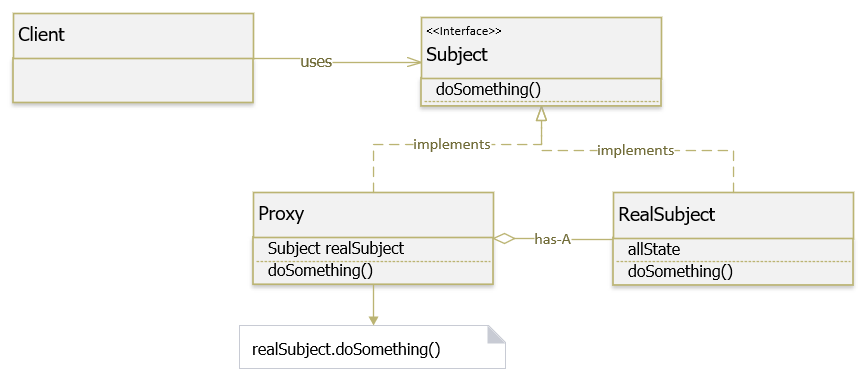 Client
<<Interface>>
Subject
doSomething()
uses
implements
implements
Proxy
Subject realSubject
doSomething()
has-A
RealSubject
allState
doSomething()
realSubject.doSomething()